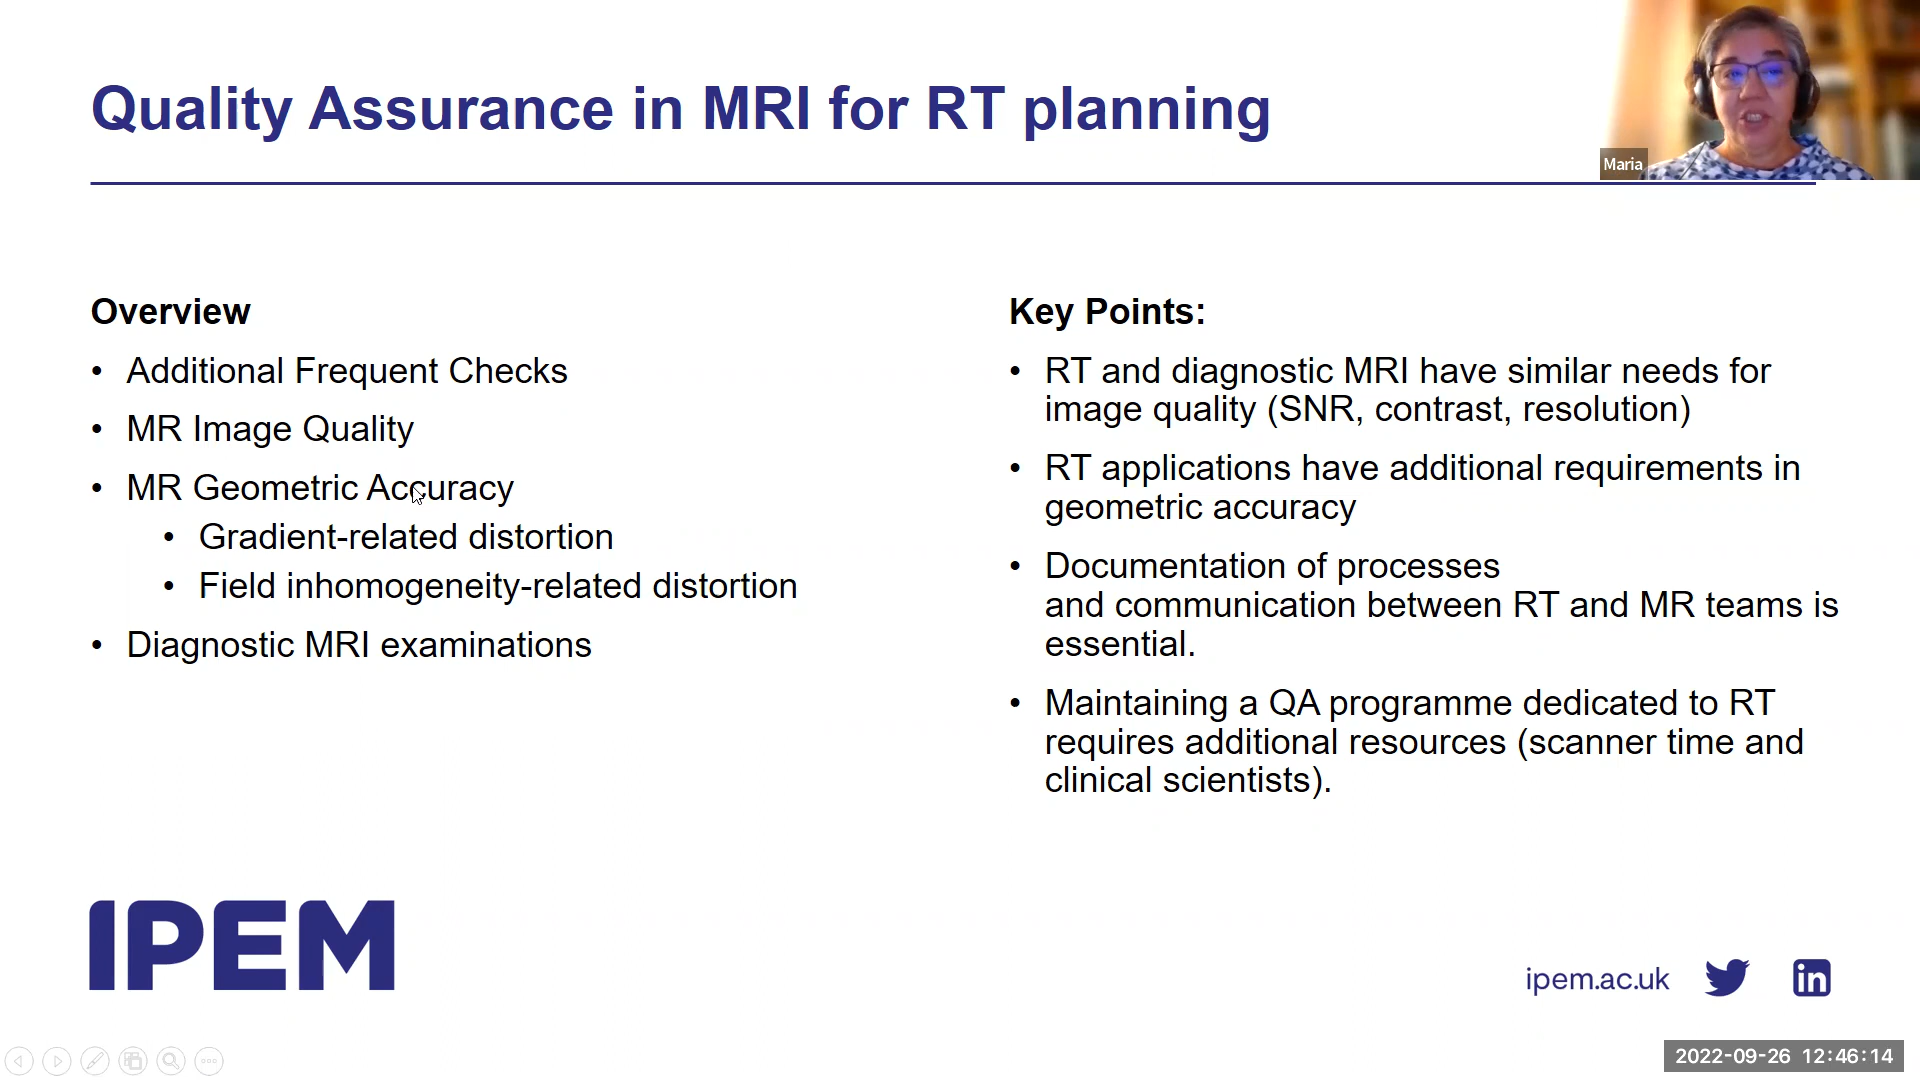 Quality Assurance in MRI for RT planning
Maria
Overview
• Additional Frequent Checks
• MR Image Quality
• MR Geometric Accuracy
• Gradient-related distortion
• Field inhomogeneity-related distortion
• Diagnostic MRI examinations
Key Points:
• RT and diagnostic MRI have similar needs for
image quality (SNR, contrast, resolution)
• RT applications have additional requirements in
geometric accuracy
• Documentation of processes
and communication between RT and MR teams is
essential.
• Maintaining a QA programme dedicated to RT
requires additional resources (scanner time and
clinical scientists).
IPEM
ipem.ac.uk
in
2022-09-26 12:46:14